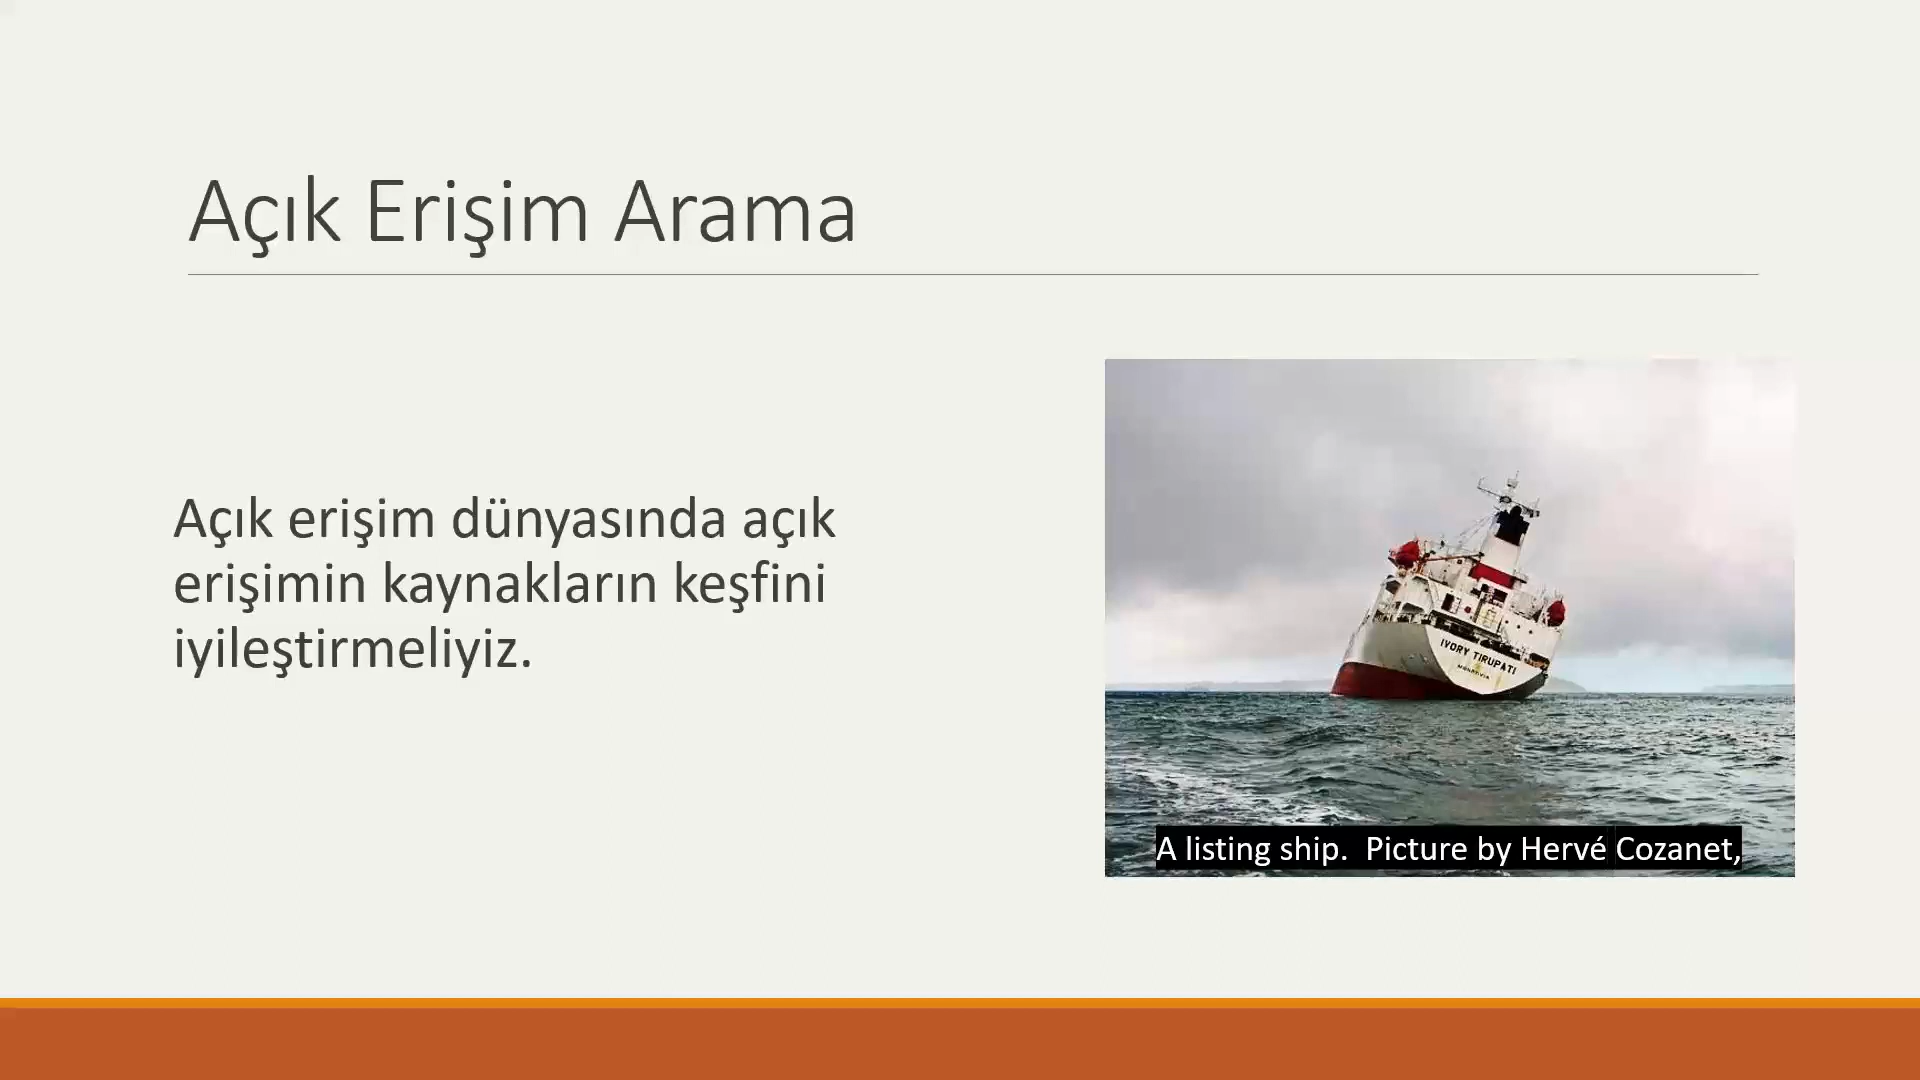 Açık Erişim Arama
Açık erişim dünyasında açık
erişimin kaynakların keşfini
iyileştirmeliyiz.
IVORY TIRUPATI
MONROVIA
A listing ship.  Picture by Hervé Cozanet,